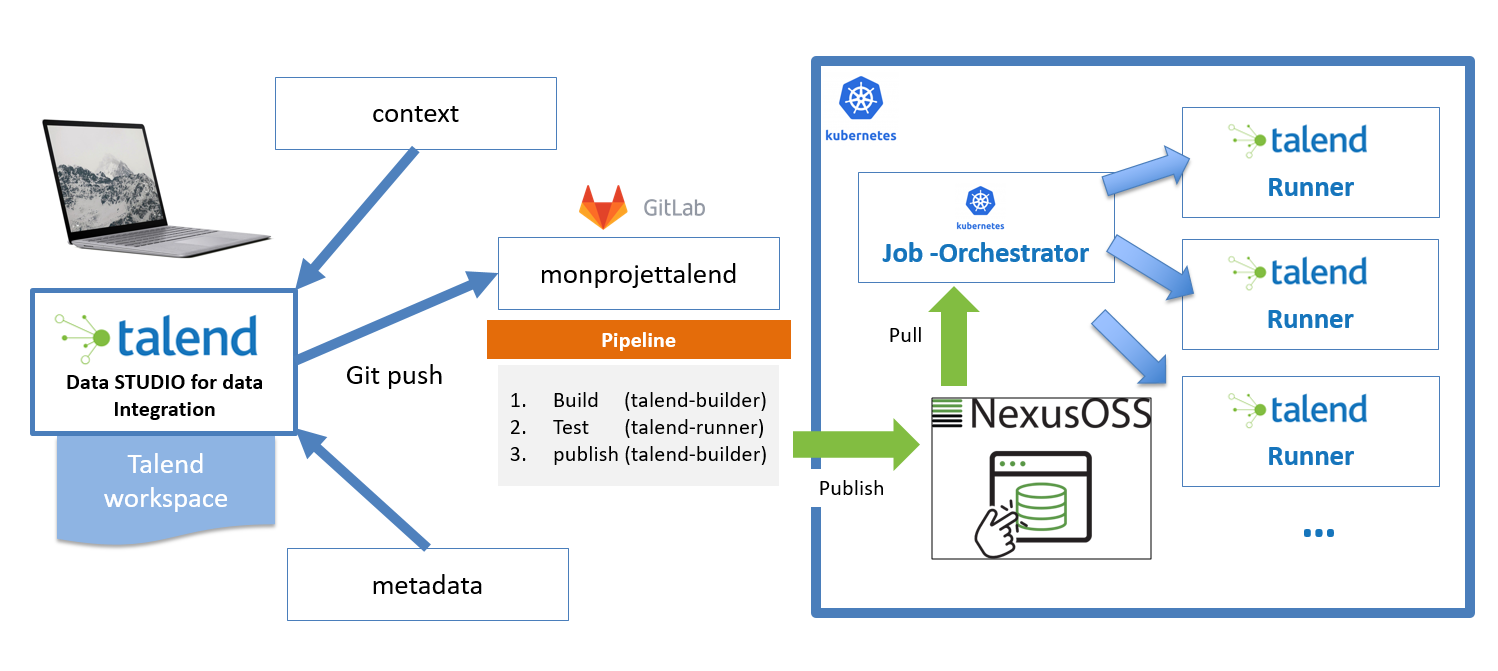 context
kubernetes
talend
Runner
GitLab
kubernetes
Job -Orchestrator
monprojettalend
talend
Runner
talend
Data STUDIO for data
Integration
Git push
Pipeline
Pull
1. Build (talend-builder)
2. Test (talend-runner)
3. publish (talend-builder)
Publish
NexusOSS
talend
Runner
...
Talend
workspace
metadata